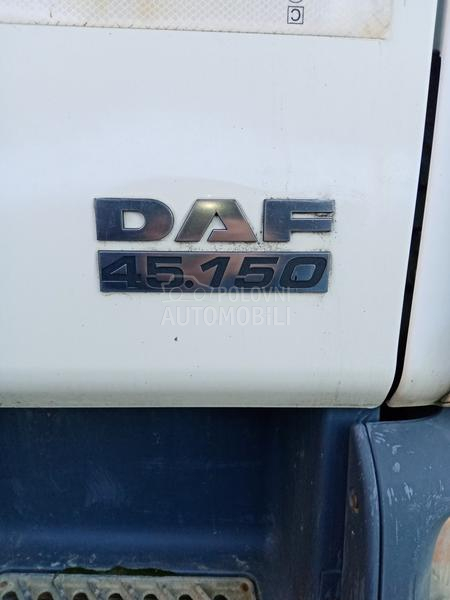 C
DAF
45.150
POLOVNI
AUTOMOBILI